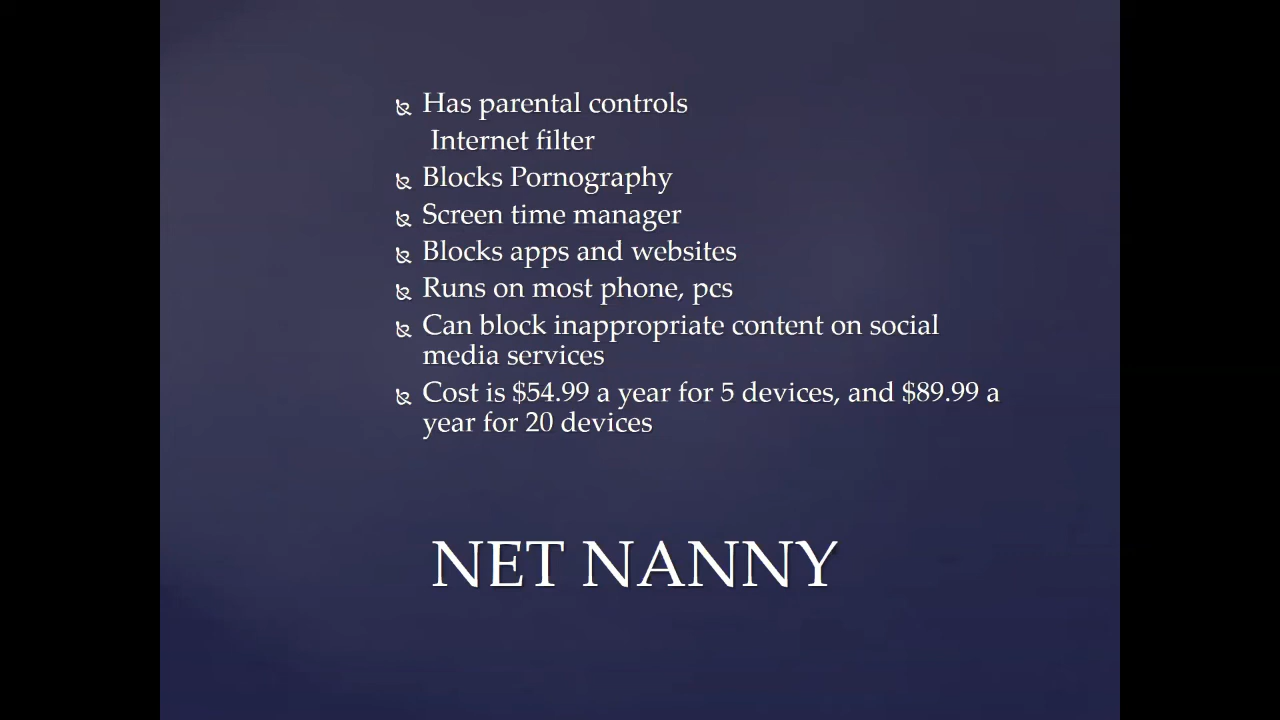 Has parental controls
Internet filter
Blocks Pornography
Screen time manager
Blocks apps and websites
Runs on most phone, pcs
Can block inappropriate content on social
media services
Cost is $54.99 a year for 5 devices, and $89.99 a
year for 20 devices
NET NANNY